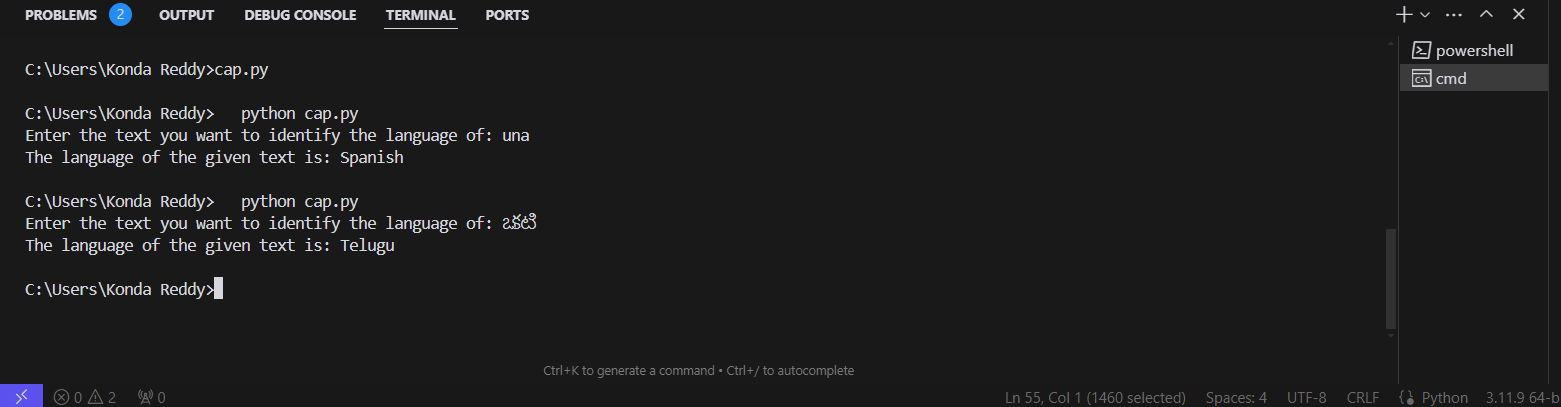 PROBLEMS 2 OUTPUT DEBUG CONSOLE TERMINAL PORTS
powershell
cmd
C:\Users\Konda Reddy>cap.py
C:\Users\Konda Reddy>   python cap.py
Enter the text you want to identify the language of: una
The language of the given text is: Spanish
C:\Users\Konda Reddy>   python cap.py
Enter the text you want to identify the language of: ఒకటి
The language of the given text is: Telugu
C:\Users\Konda Reddy>
Ctrl+K to generate a command • Ctrl+/ to autocomplete
0 2 0 Ln 55, Col 1 (1460 selected) Spaces: 4 UTF-8 CRLF Python 3.11.9 64-b